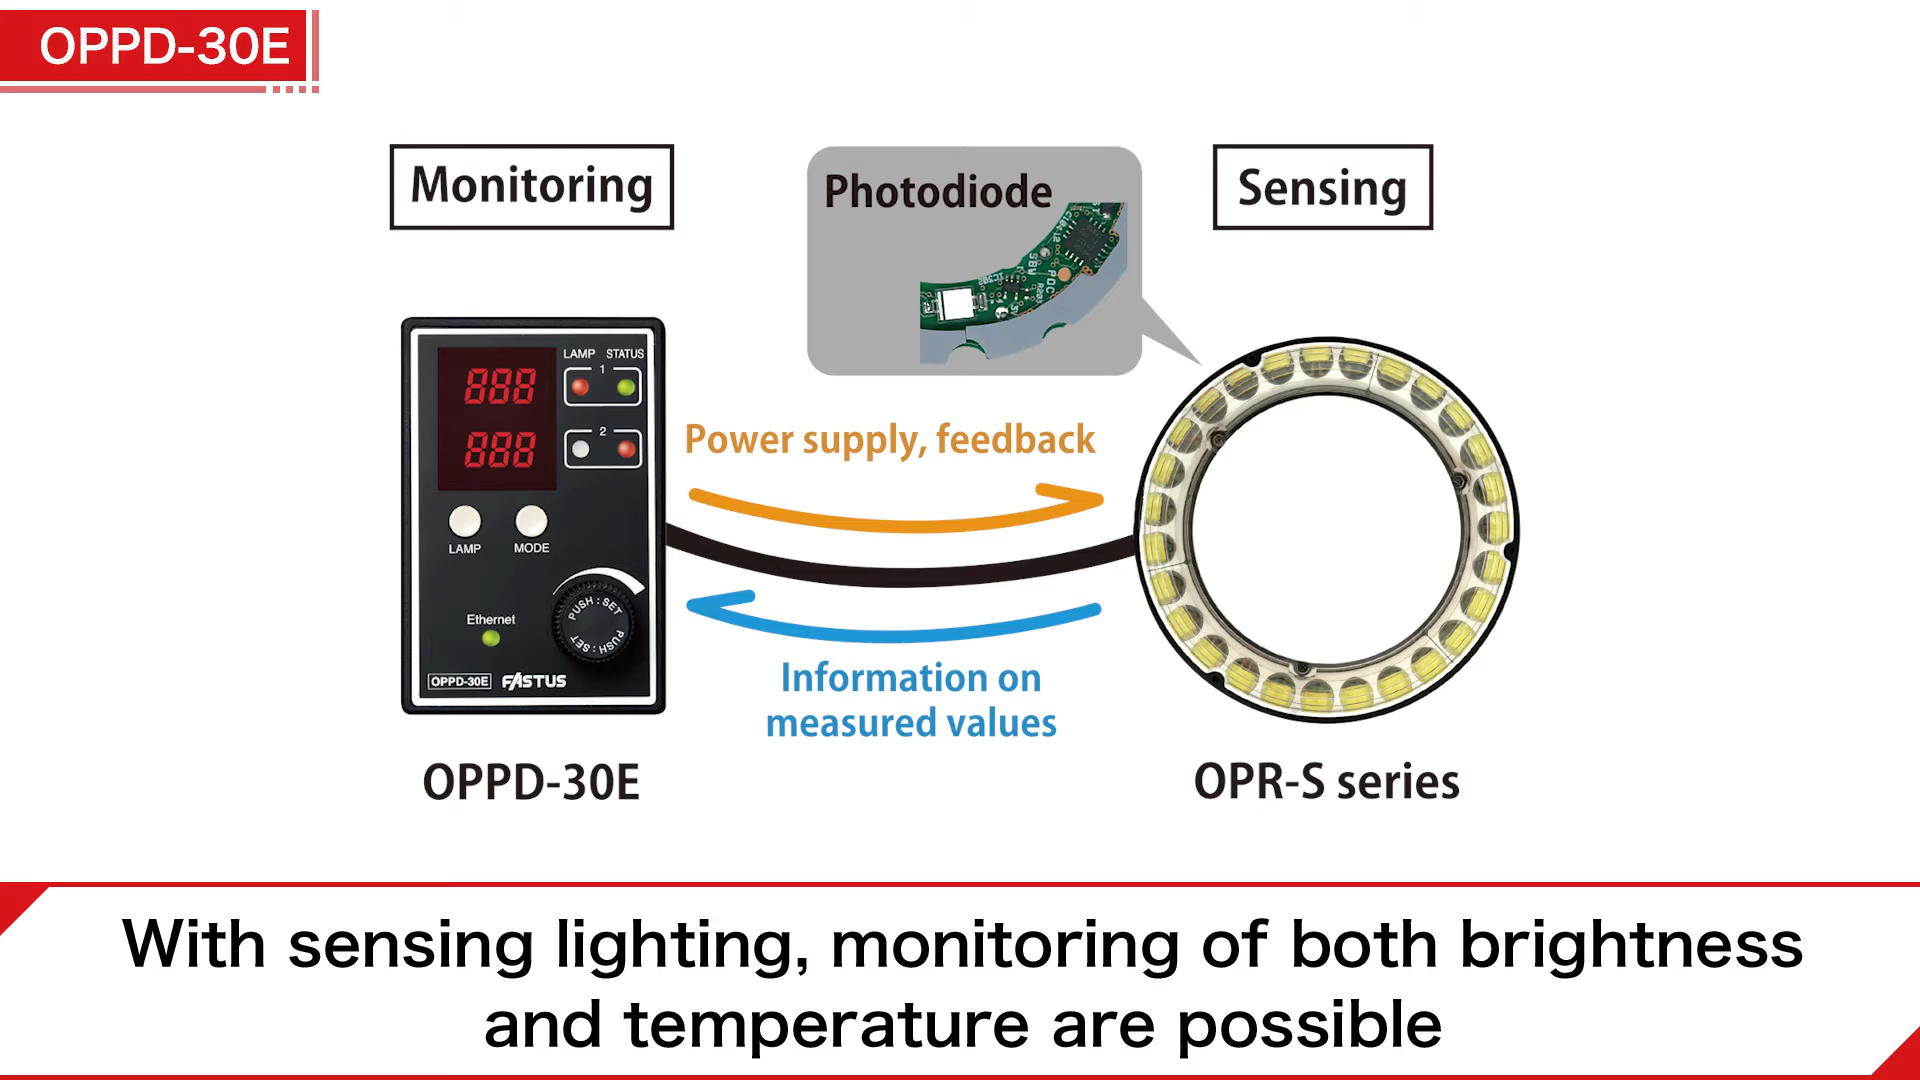 OPPD-30E
Monitoring
Photodiode
Sensing
LAMP STATUS
1
888
2
888
LAMP MODE
Ethernet
PUSH : SET
PUSH : SET
OPPD-30E FASTUS
Power supply, feedback
Information on
measured values
OPPD-30E
OPR-S series
With sensing lighting, monitoring of both brightness
and temperature are possible